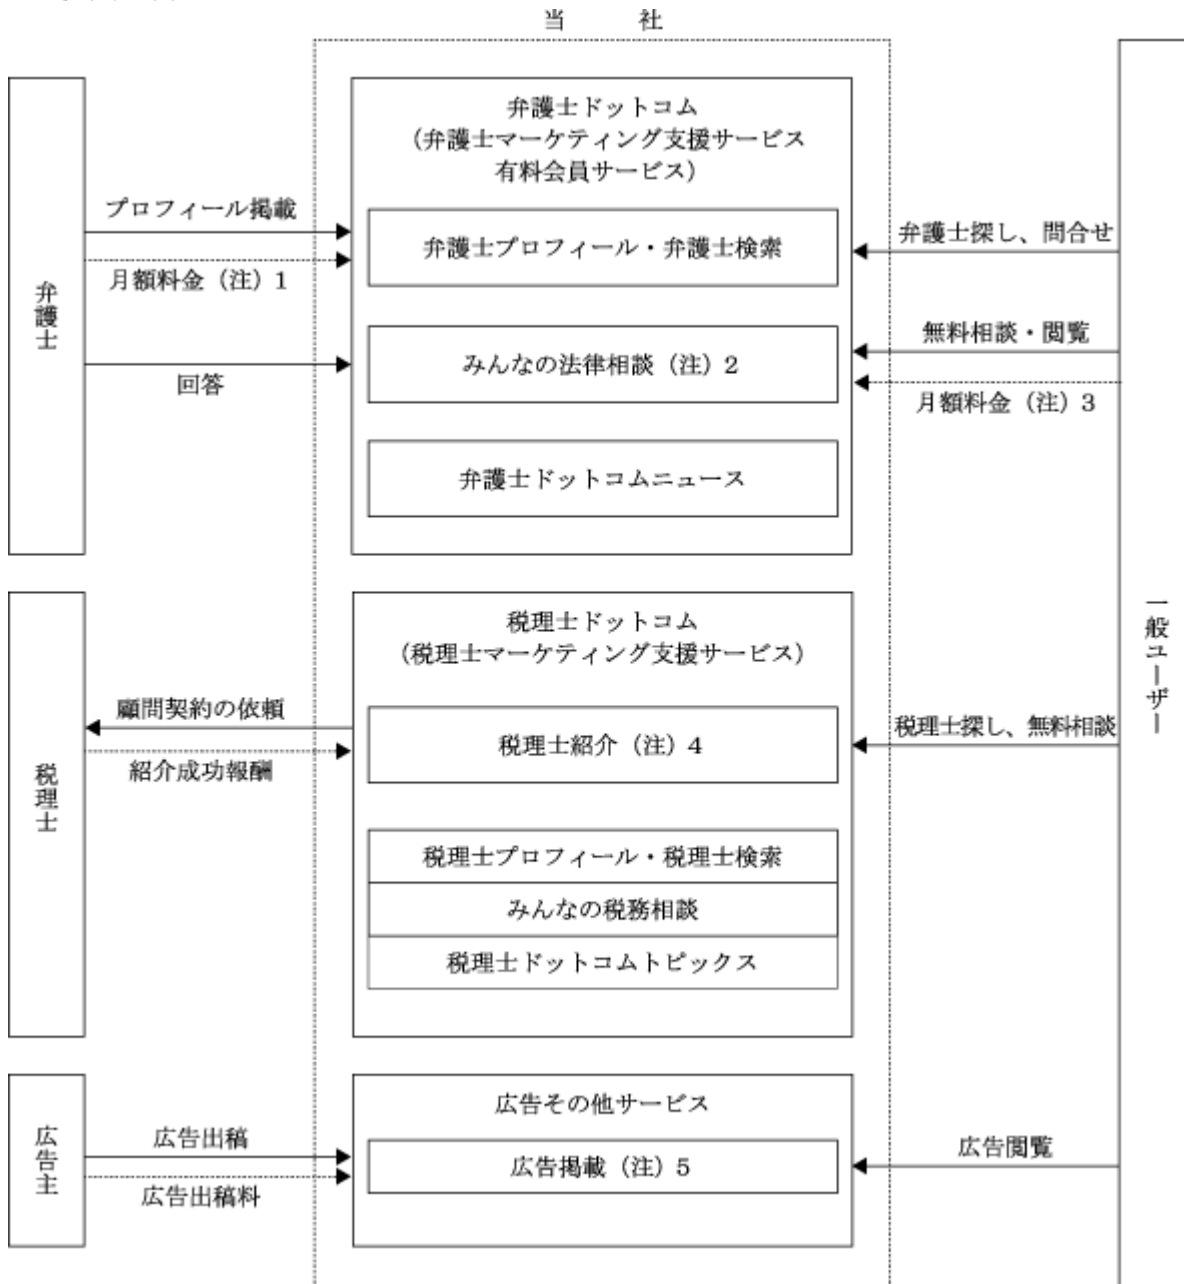 当　　社
弁護士ドットコム
（弁護士マーケティング支援サービス
有料会員サービス）
プロフィール掲載
月額料金（注）1
弁護士
回答
弁護士プロフィール・弁護士検索
みんなの法律相談（注）2
弁護士ドットコムニュース
弁護士探し、問合せ
無料相談・閲覧
月額料金（注）3
一般ユーザー
税理士ドットコム
（税理士マーケティング支援サービス）
顧問契約の依頼
紹介成功報酬
税理士
税理士紹介（注）4
税理士プロフィール・税理士検索
みんなの税務相談
税理士ドットコムトピックス
税理士探し、無料相談
広告その他サービス
広告主
広告出稿
広告出稿料
広告掲載（注）5
広告閲覧